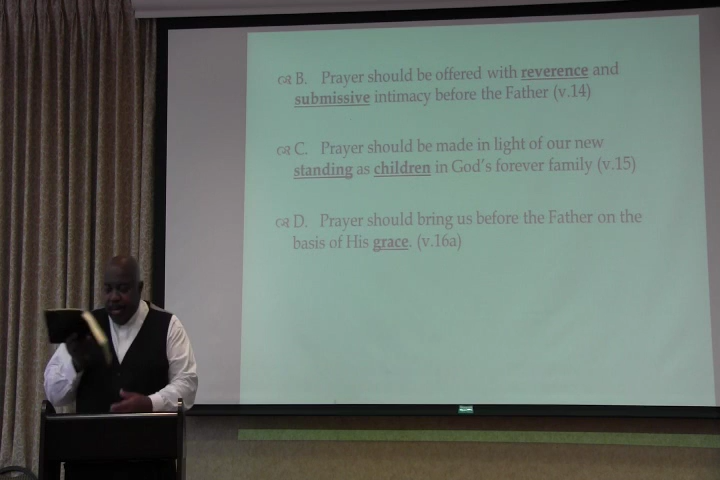 B. Prayer should be offered with reverence and
submissive intimacy before the Father (v.14)
C. Prayer should be made in light of our new
standing as children in God's forever family (v.15)
D. Prayer should bring us before the Father on the
basis of His grace. (v.16a)